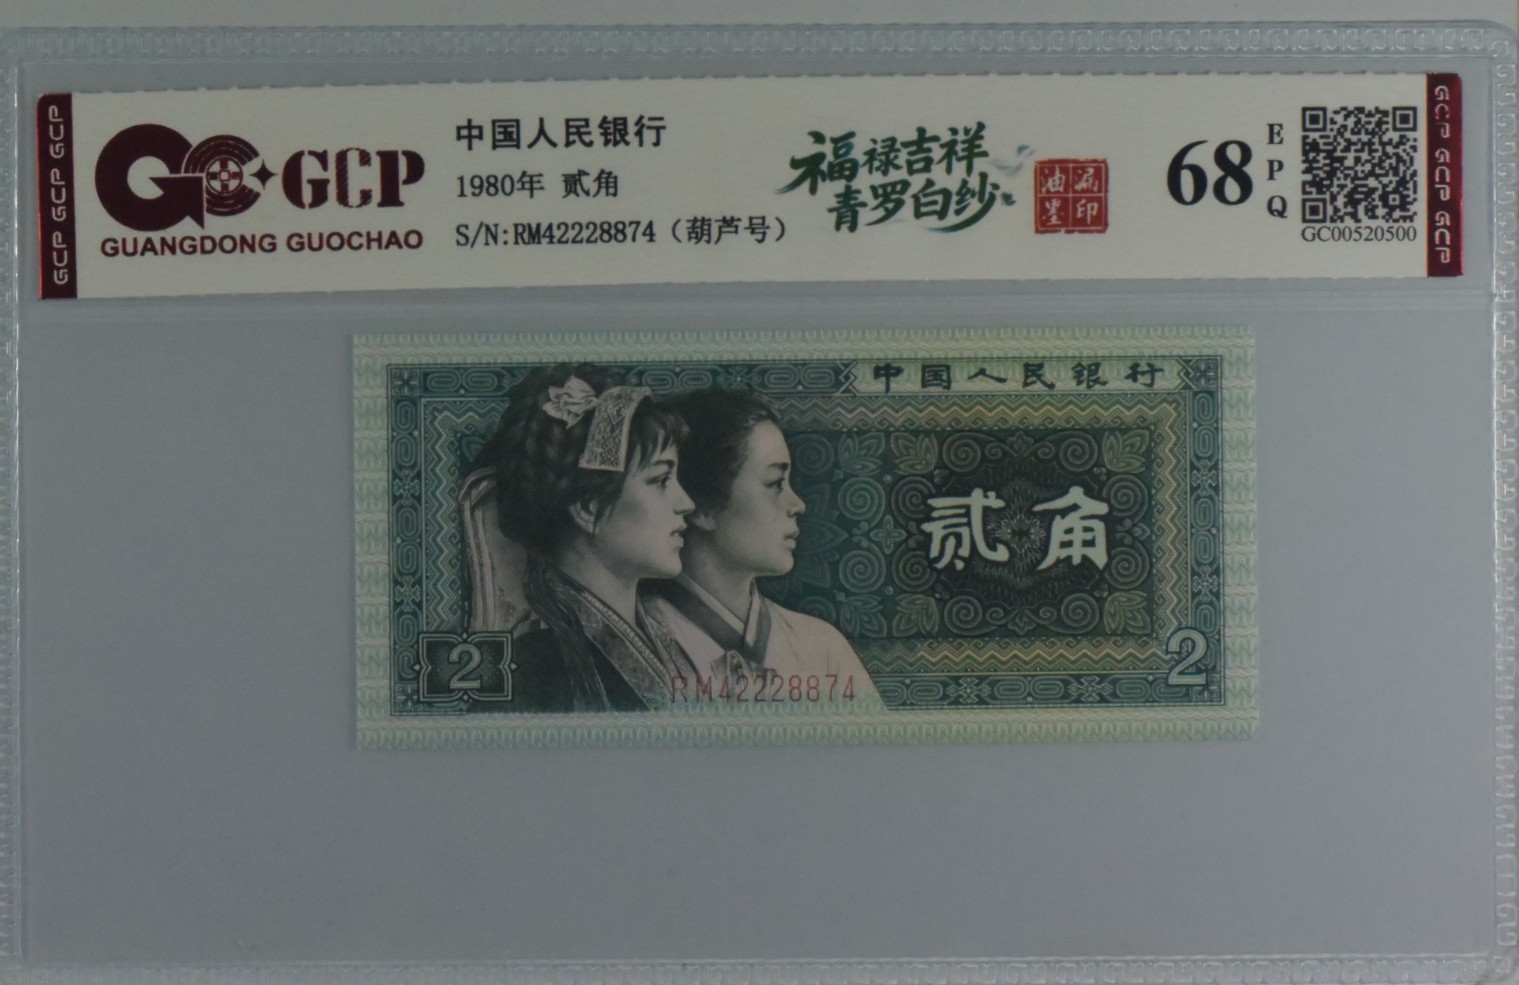 GCP GCP GCP
GCP
GUANGDONG GUOCHAO
中国人民银行
1980年 贰角
S/N:RM42228874（葫芦号）
福禄吉祥
青罗白纱
油漏
墨印
68
EPQ
GC00520500
GCP GCP GCP
中国人民银行
贰角
2
2
RM42228874